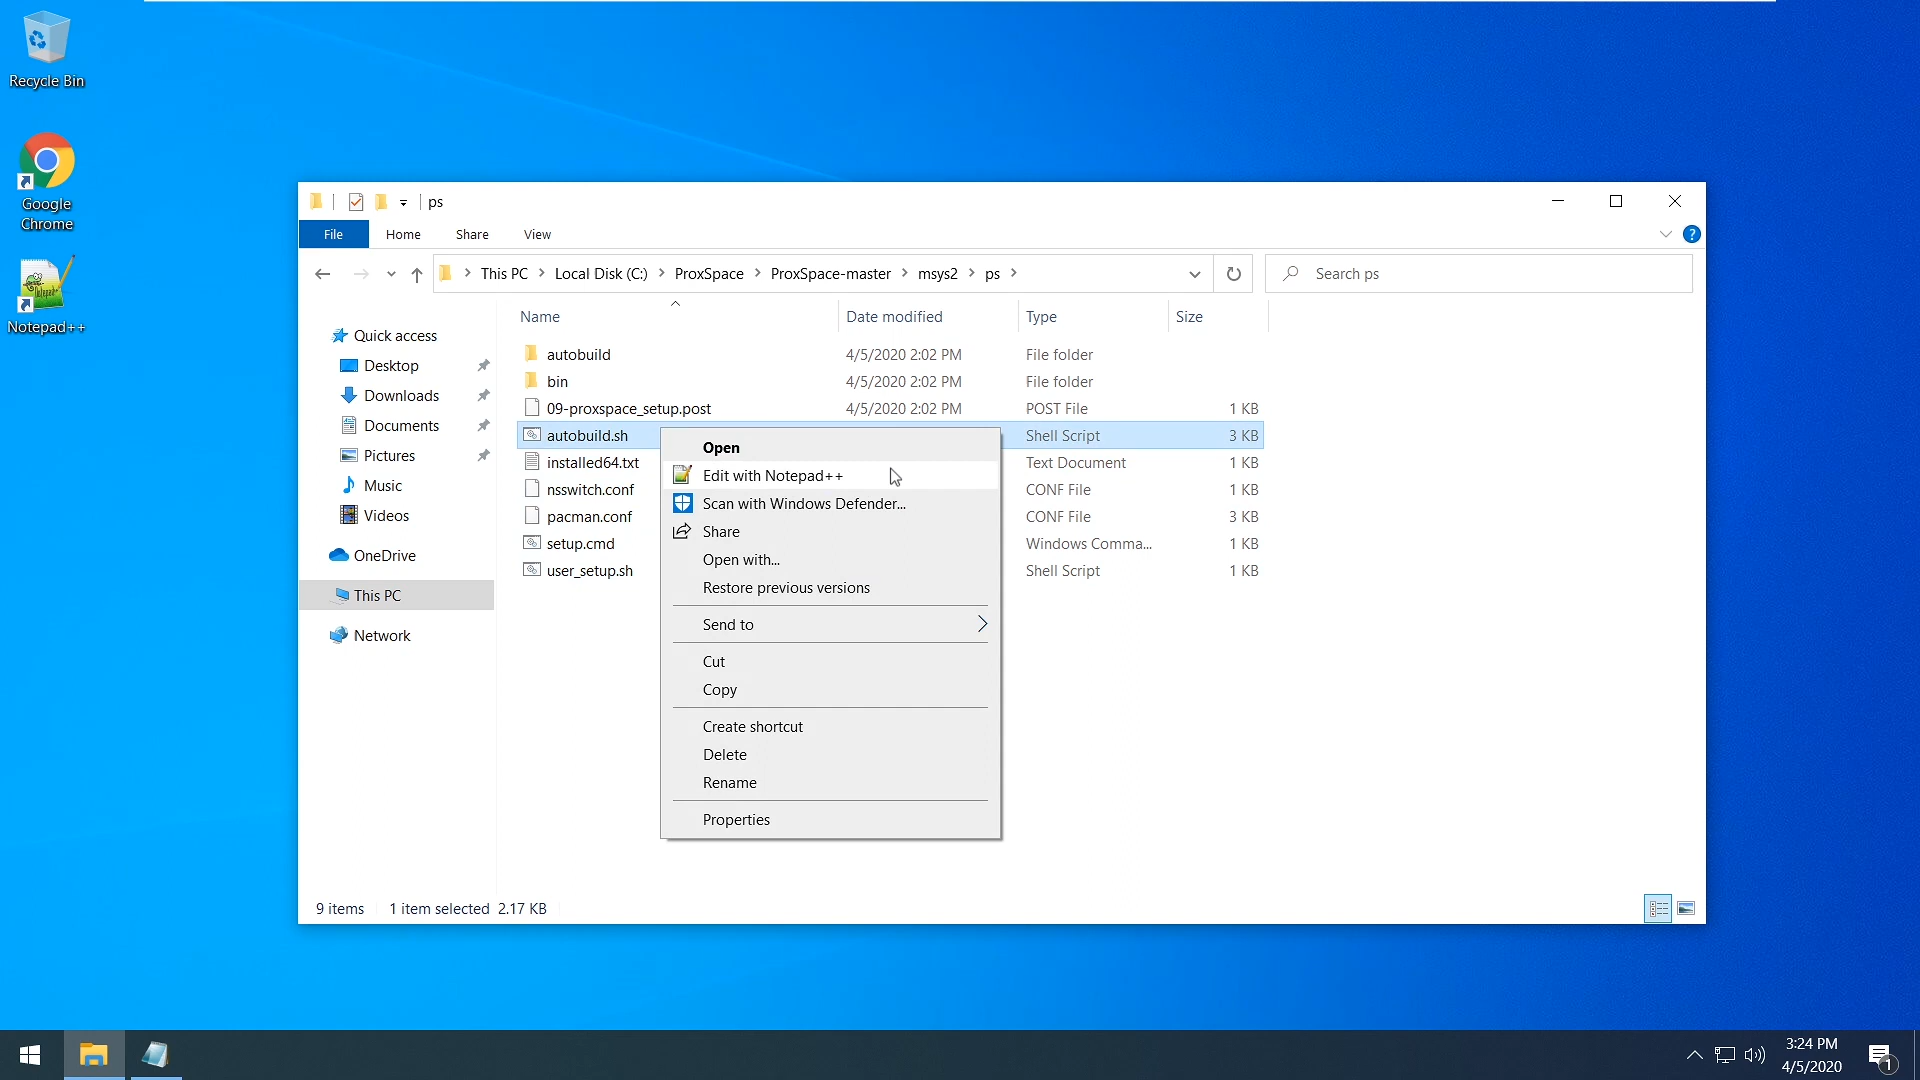 Recycle Bin
Google
Chrome
Notepad++
ps
File Home Share View
?
This PC Local Disk (C:) ProxSpace ProxSpace-master msys2 ps
Search ps
Quick access
Desktop
Downloads
Documents
Pictures
Music
Videos
OneDrive
This PC
Network
Name Date modified Type Size
autobuild 4/5/2020 2:02 PM File folder
bin 4/5/2020 2:02 PM File folder
09-proxspace_setup.post 4/5/2020 2:02 PM POST File 1 KB
autobuild.sh Shell Script 3 KB
installed64.txt Text Document 1 KB
nsswitch.conf CONF File 1 KB
pacman.conf CONF File 3 KB
setup.cmd Windows Comma... 1 KB
user_setup.sh Shell Script 1 KB
Open
Edit with Notepad++
Scan with Windows Defender...
Share
Open with...
Restore previous versions
Send to
Cut
Copy
Create shortcut
Delete
Rename
Properties
9 items 1 item selected 2.17 KB
3:24 PM
4/5/2020
1